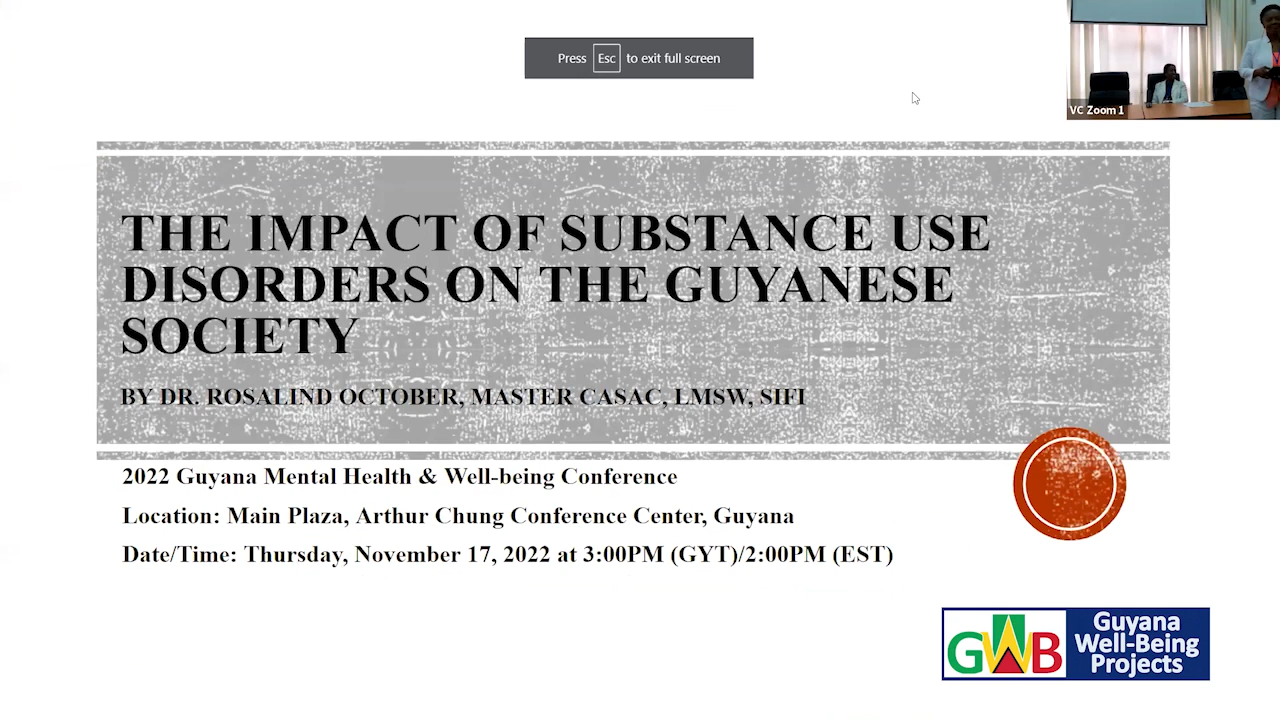 Press Esc to exit full screen
VC Zoom 1
THE IMPACT OF SUBSTANCE USE
DISORDERS ON THE GUYANESE
SOCIETY
BY DR. ROSALIND OCTOBER, MASTER CASAC, LMSW, SIFI
2022 Guyana Mental Health & Well-being Conference
Location: Main Plaza, Arthur Chung Conference Center, Guyana
Date/Time: Thursday, November 17, 2022 at 3:00PM (GYT)/2:00PM (EST)
GWB
Guyana
Well-Being
Projects